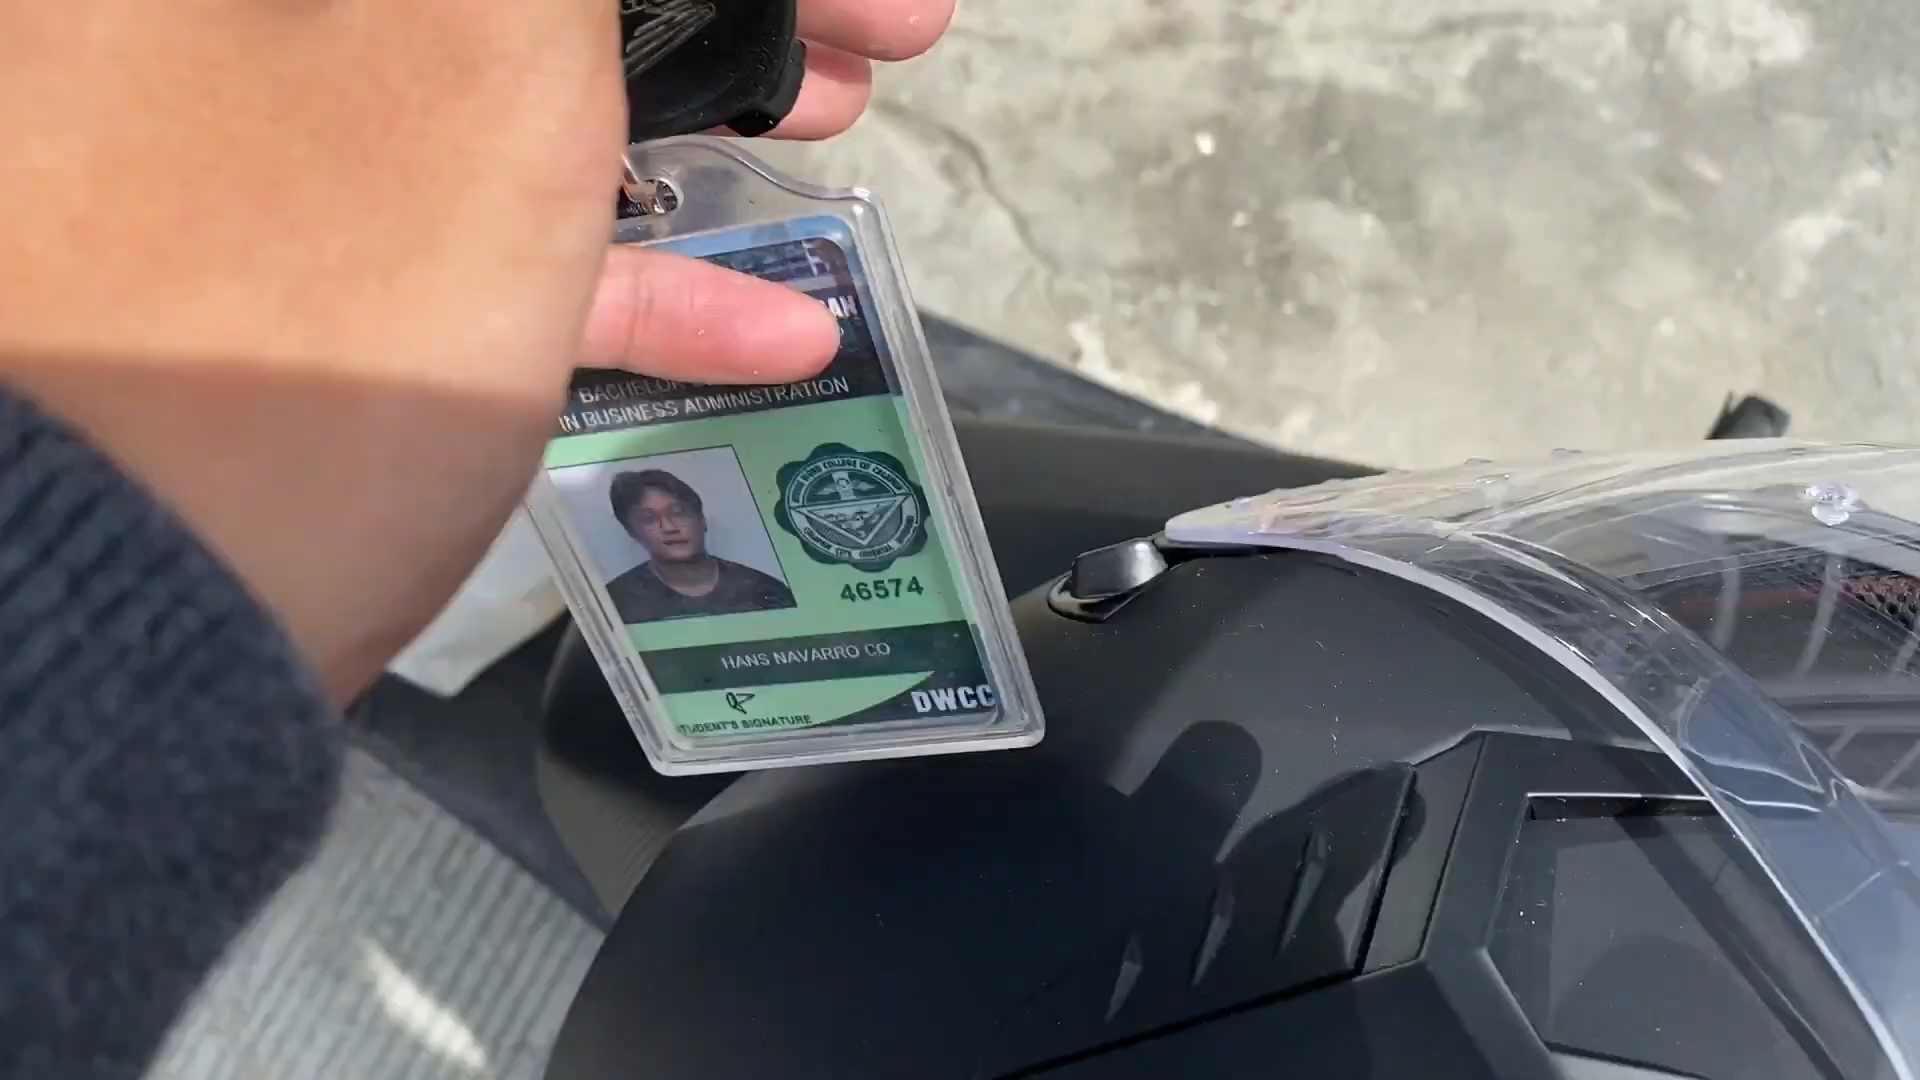 BACHELOR
IN BUSINESS ADMINISTRATION
46574
HANS NAVARRO CO
DWCC
STUDENT'S SIGNATURE